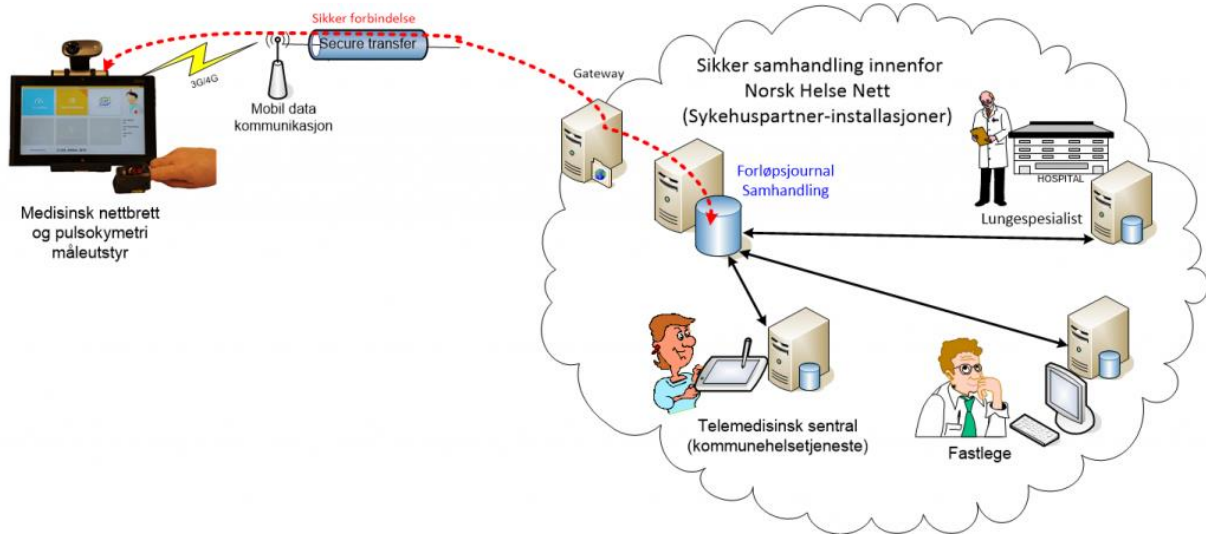 Sikker forbindelse
Secure transfer
3G/4G
Mobil data
kommunikasjon
Medisinsk nettbrett
og pulsokymetri
måleutstyr
Gateway
Sikker samhandling innenfor
Norsk Helse Nett
(Sykehuspartner-installasjoner)
Forløpsjournal
Samhandling
HOSPITAL
Lungespesialist
Telemedisinsk sentral
(kommunehelsetjeneste)
Fastlege